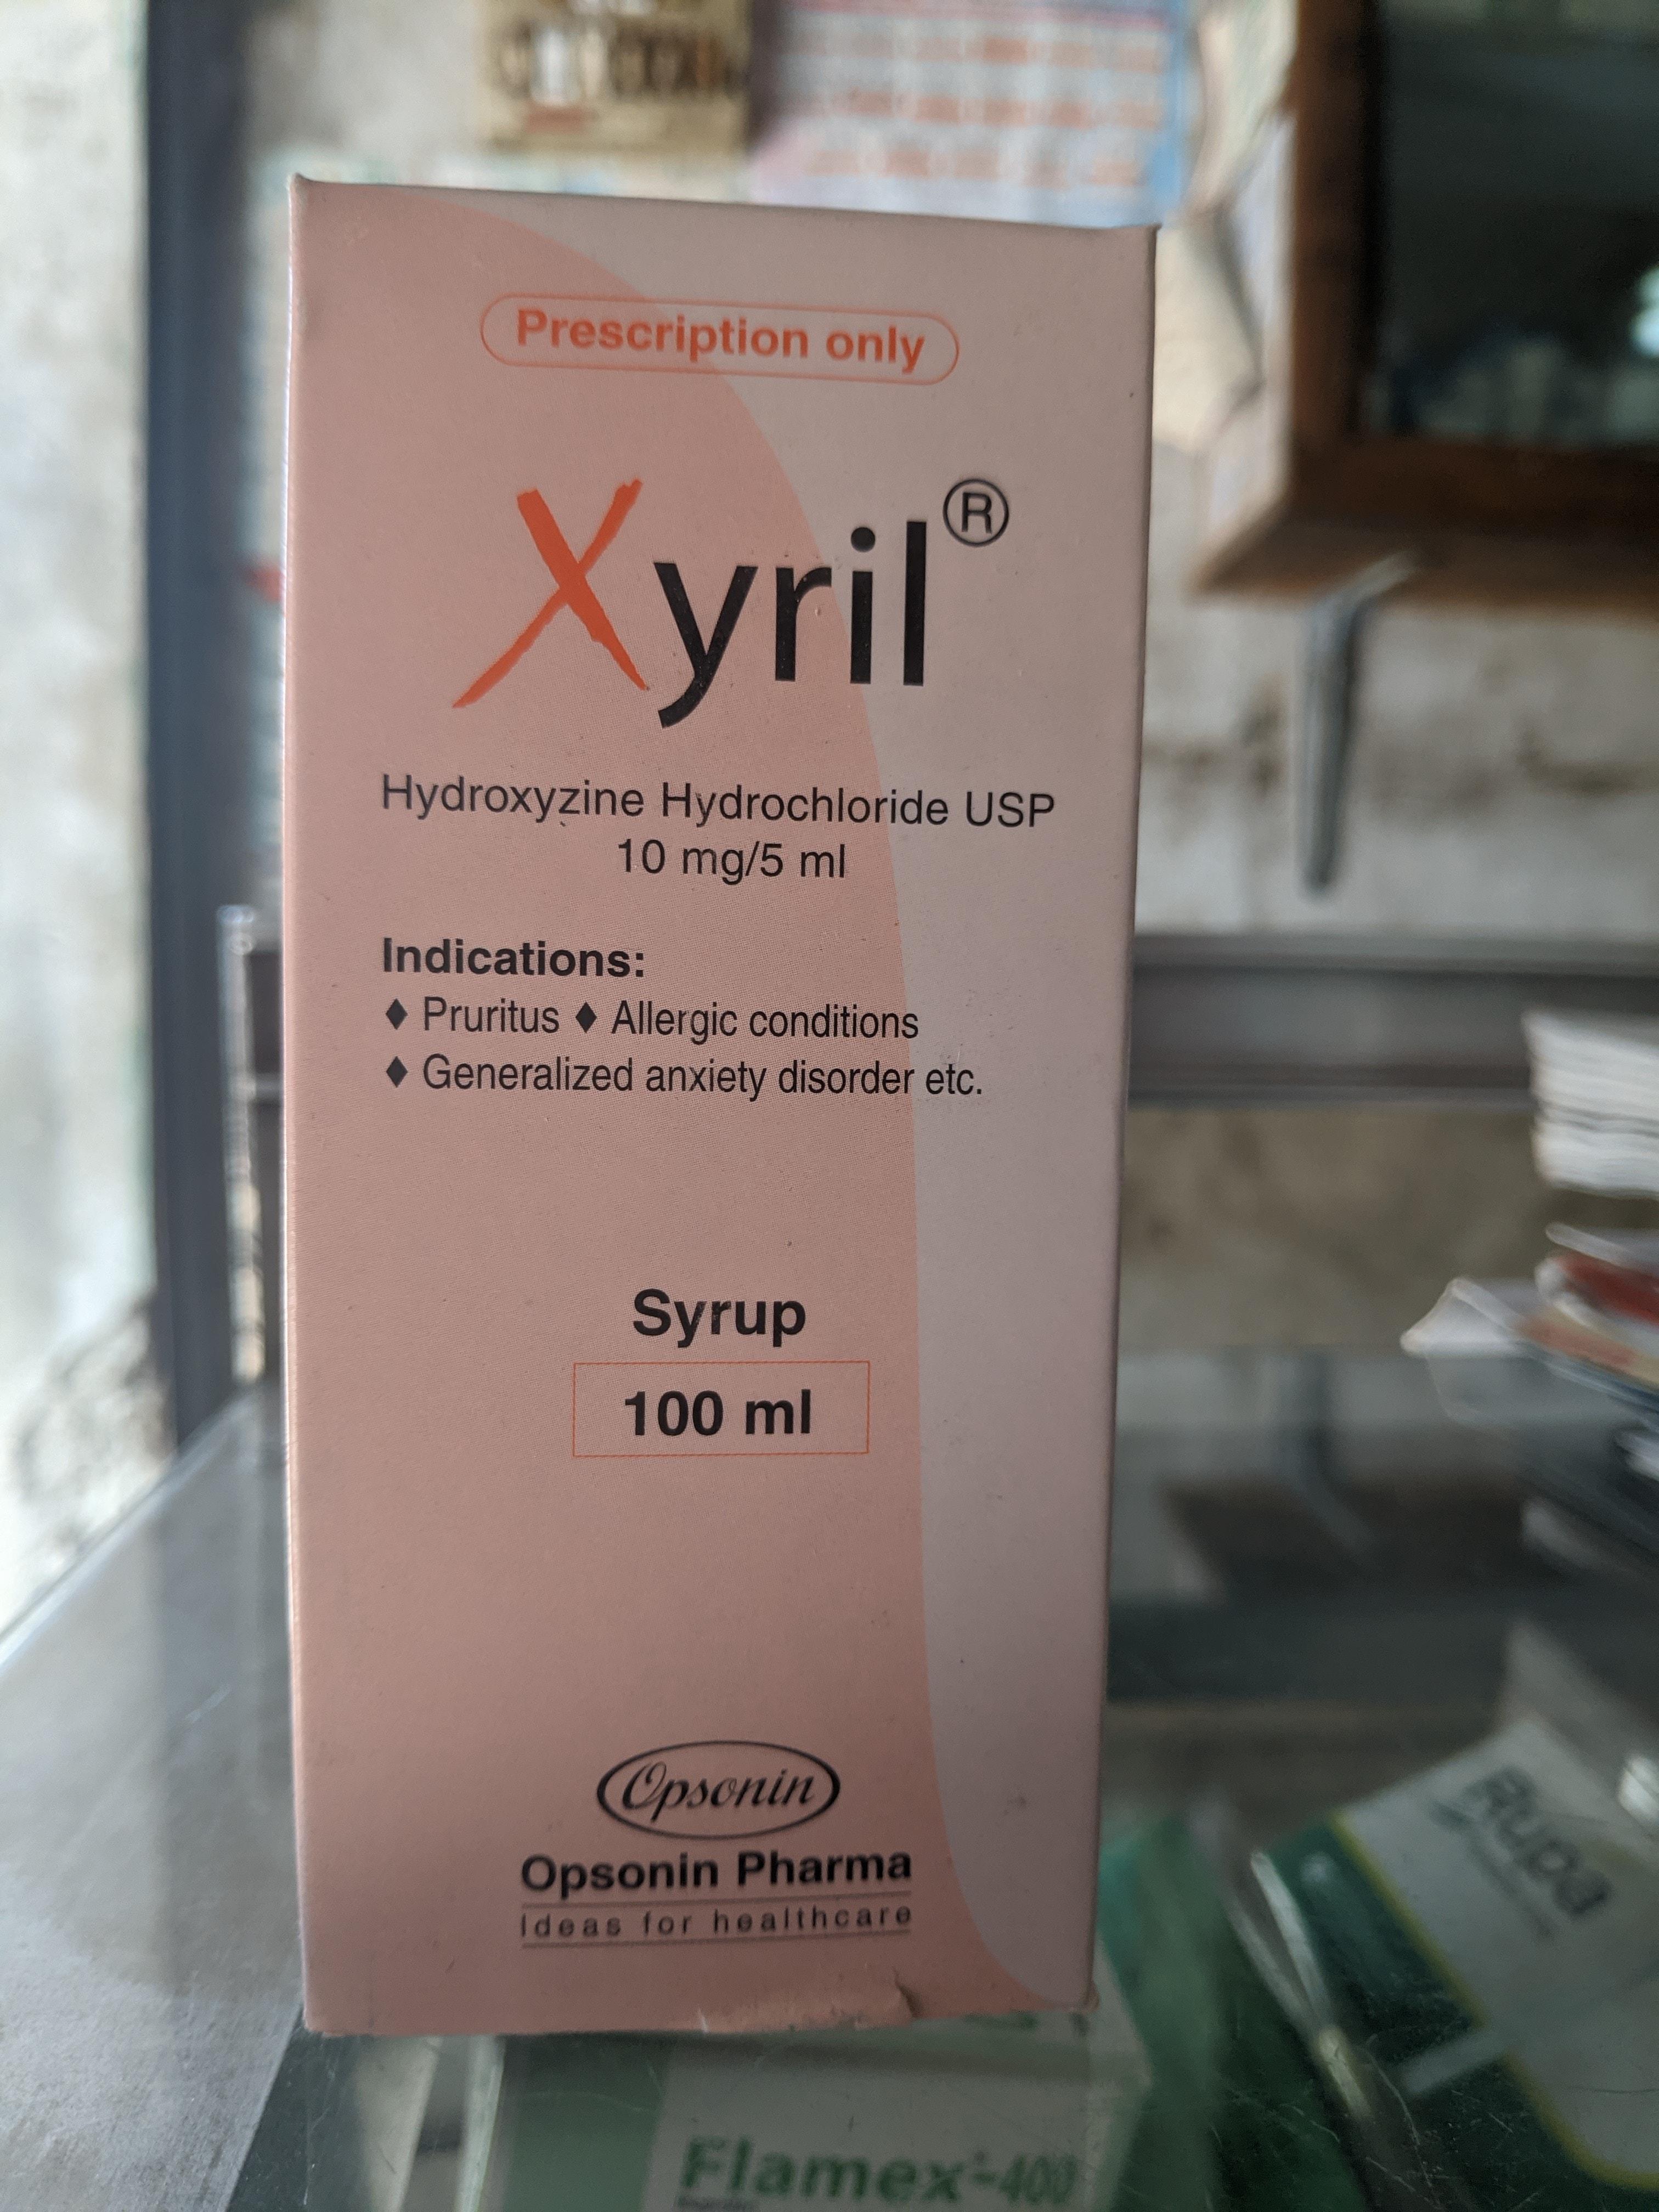 Prescription only
Xyril®
Hydroxyzine Hydrochloride USP
10 mg/5 ml
Indications:
♦ Pruritus ♦ Allergic conditions
♦ Generalized anxiety disorder etc.
Syrup
100 ml
Opsonin
Opsonin Pharma
Ideas for healthcare
Rupa
Flamex®-400